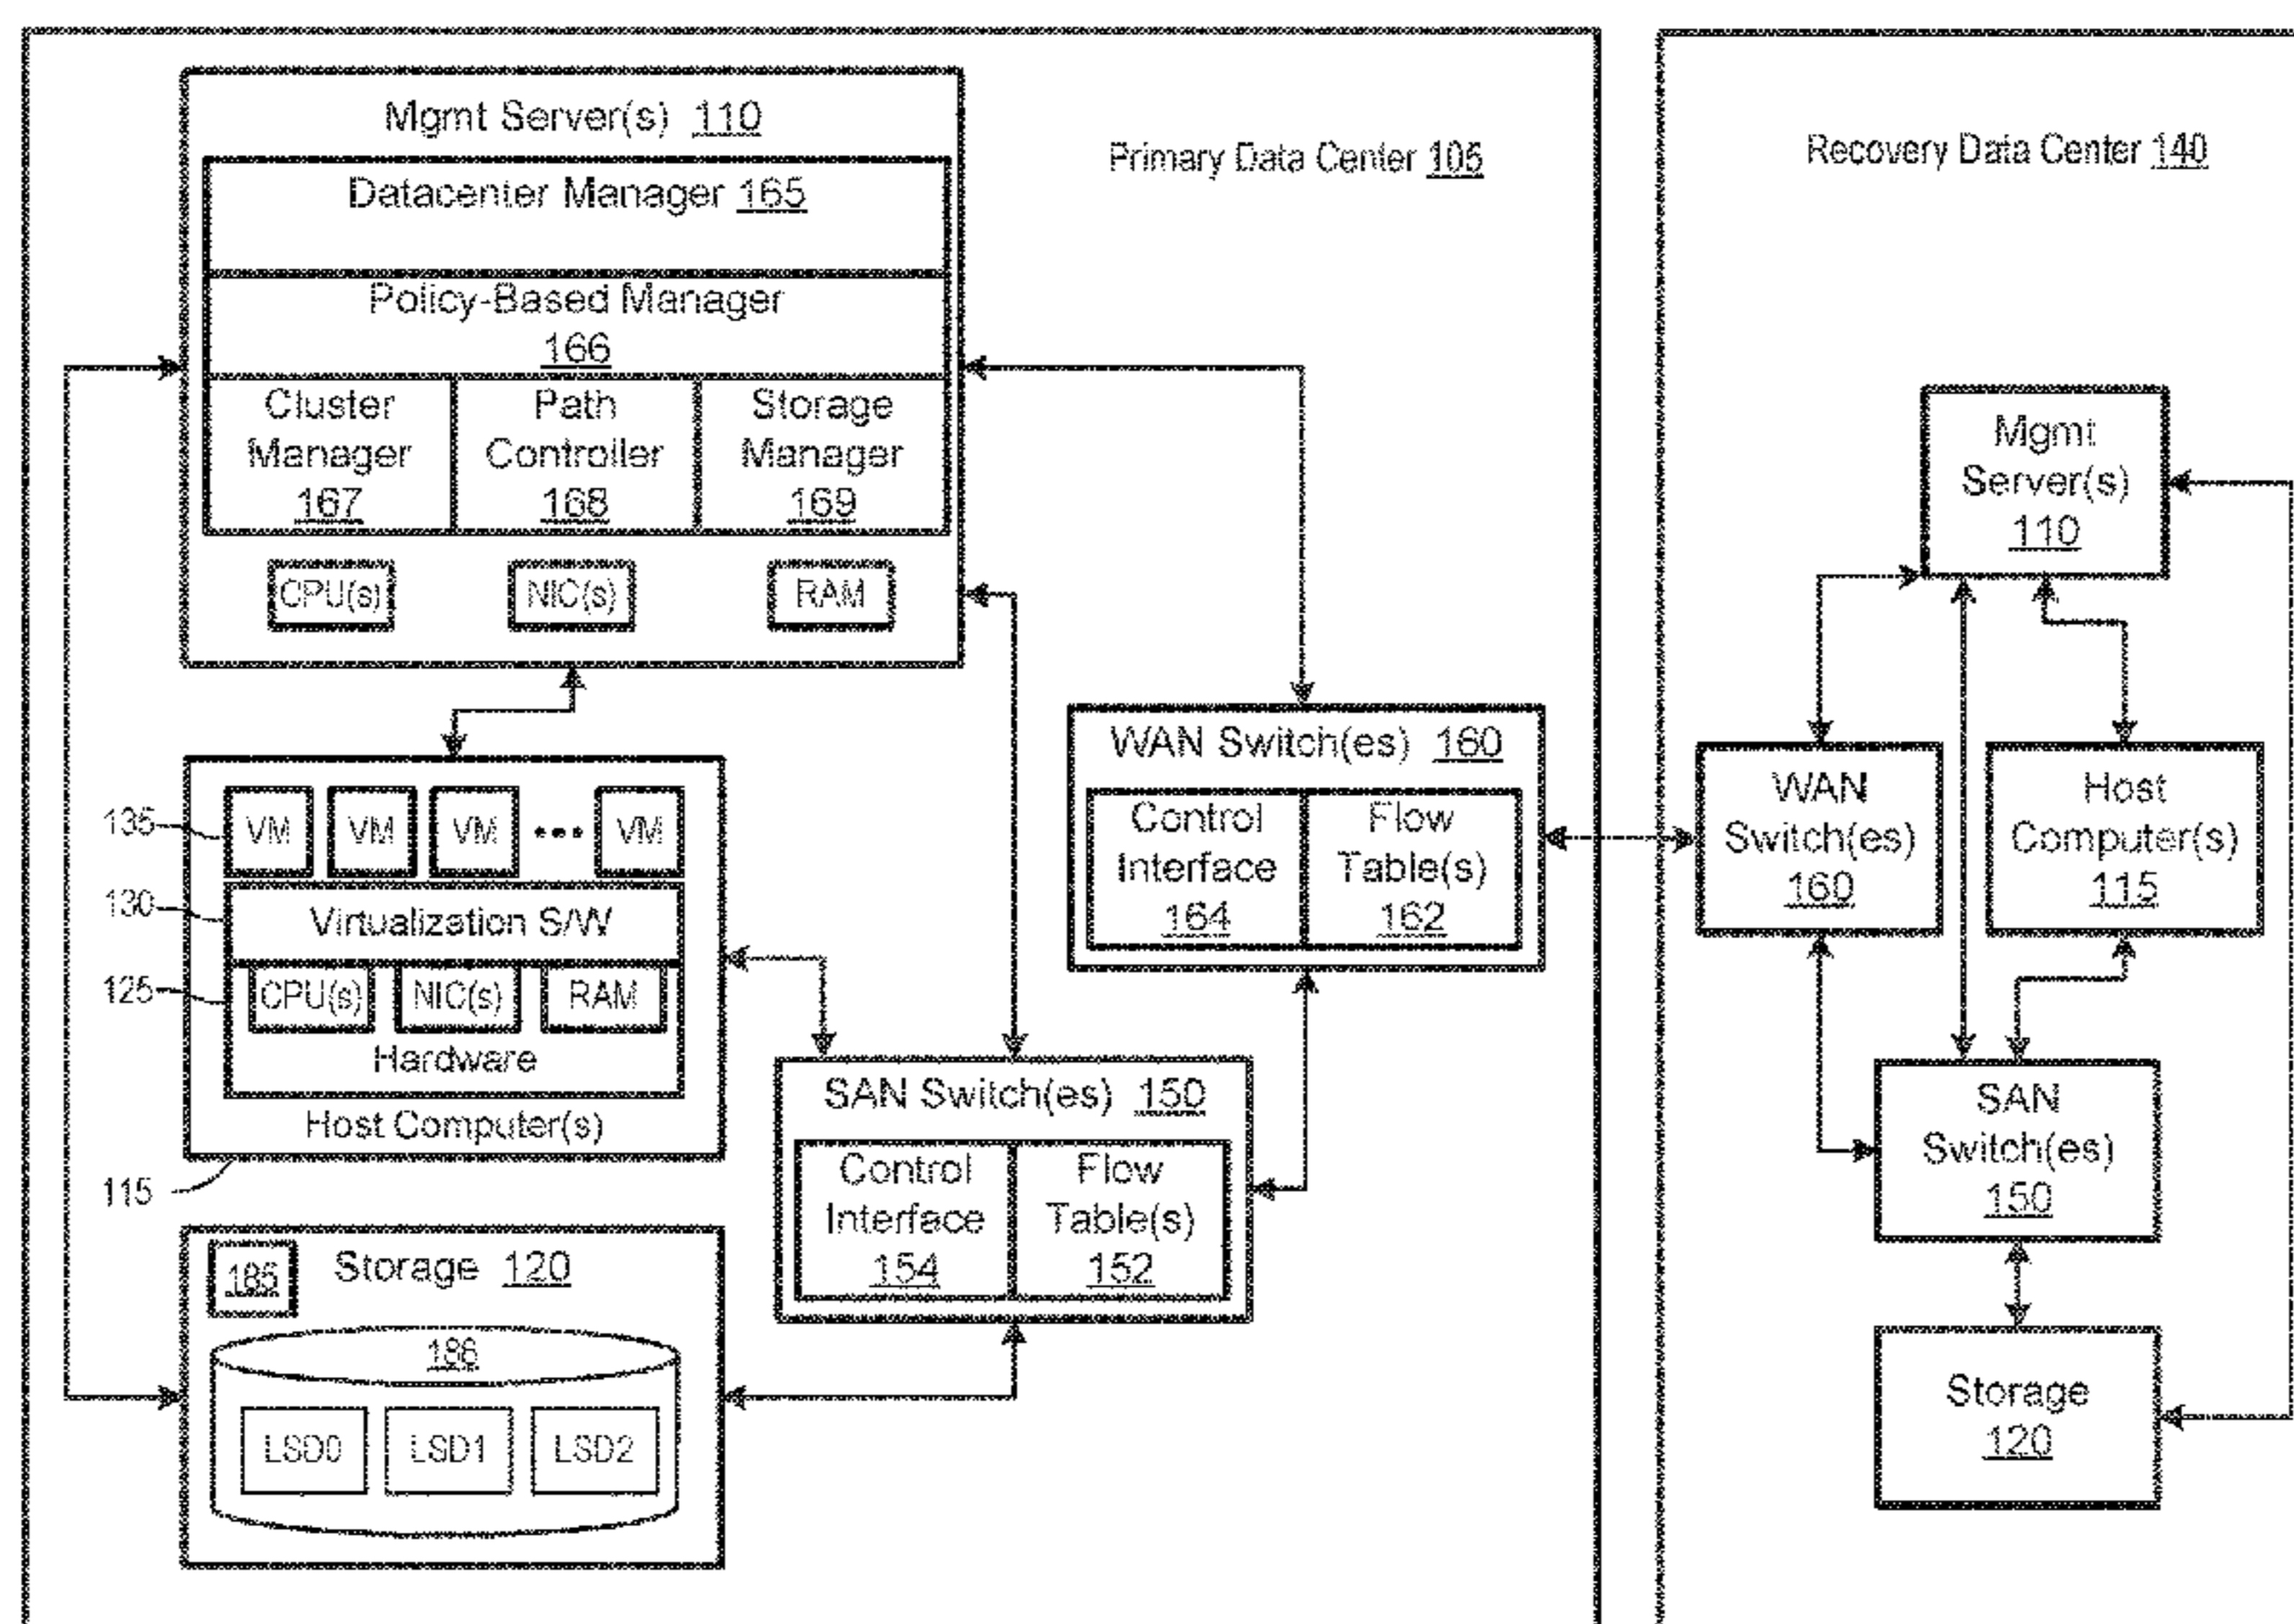 Mgmt Server(s) 110
Datacenter Manager 165
Policy-Based Manager
166
Cluster
Manager
167
Path
Controller
168
Storage
Manager
169
CPU(s)
NIC(s)
RAM
Primary Data Center 105
135
VM
VM
VM
VM
130
Virtualization S/W
125
CPU(s)
NIC(s)
RAM
Hardware
Host Computer(s)
115
185
Storage 120
186
LSD0
LSD1
LSD2
WAN Switch(es) 160
Control
Interface
164
Flow
Table(s)
162
SAN Switch(es) 150
Control
Interface
154
Flow
Table(s)
152
Recovery Data Center 140
Mgmt
Server(s)
110
WAN
Switch(es)
160
Host
Computer(s)
115
SAN
Switch(es)
150
Storage
120